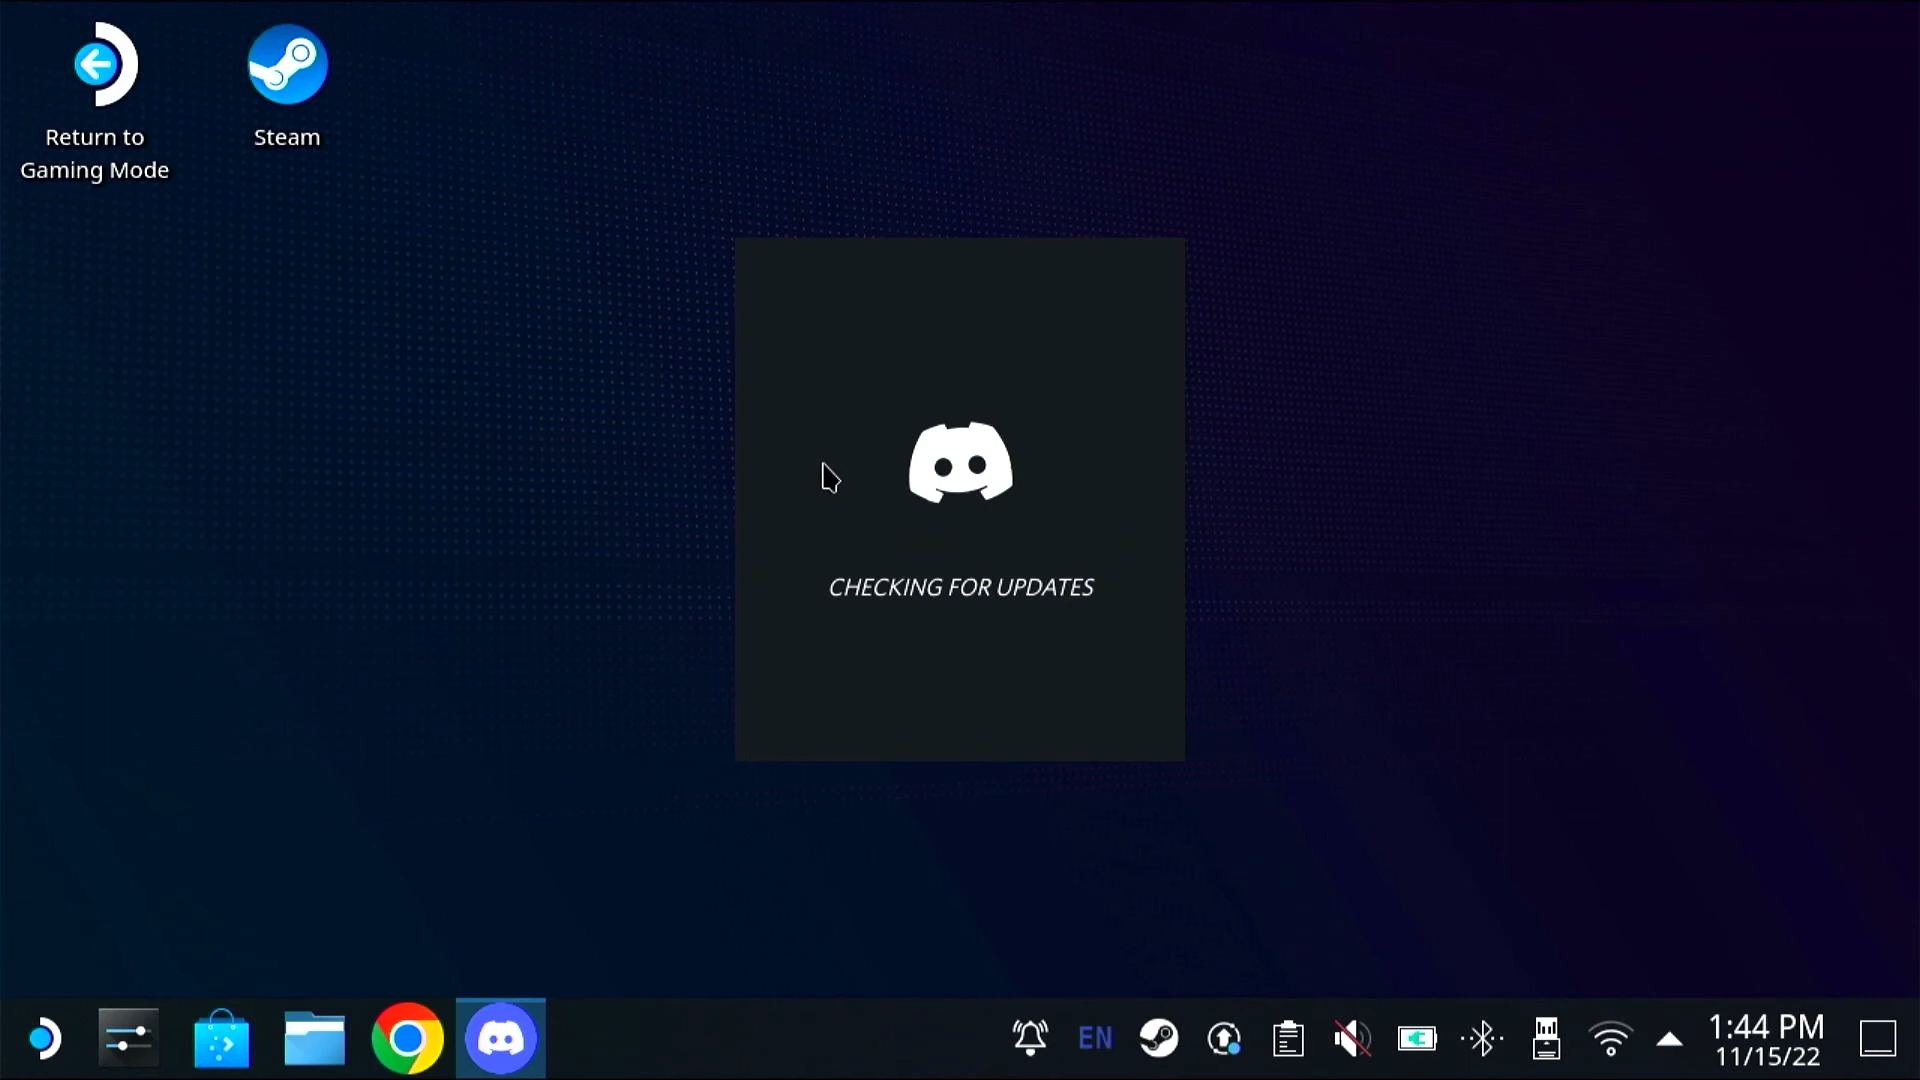 Return to
Gaming Mode
Steam
CHECKING FOR UPDATES
EN
1:44 PM
11/15/22